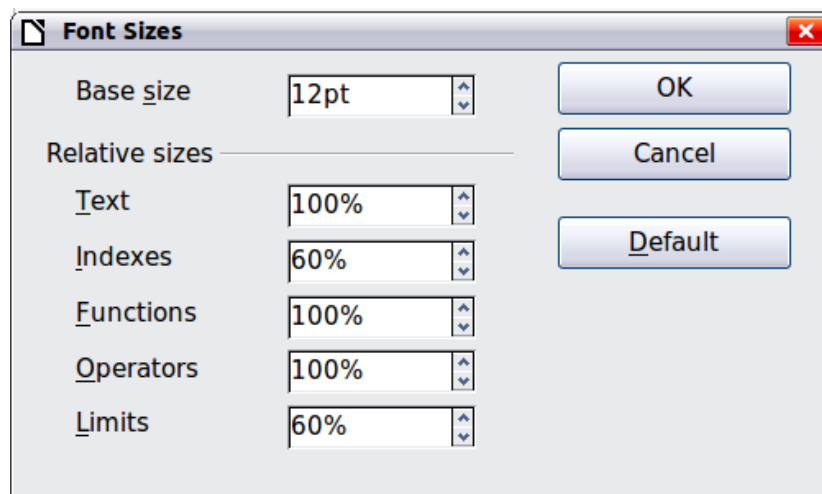 Font Sizes
Base size 12pt OK
Relative sizes Cancel
Text 100%
Default
Indexes 60%
Functions 100%
Operators 100%
Limits 60%